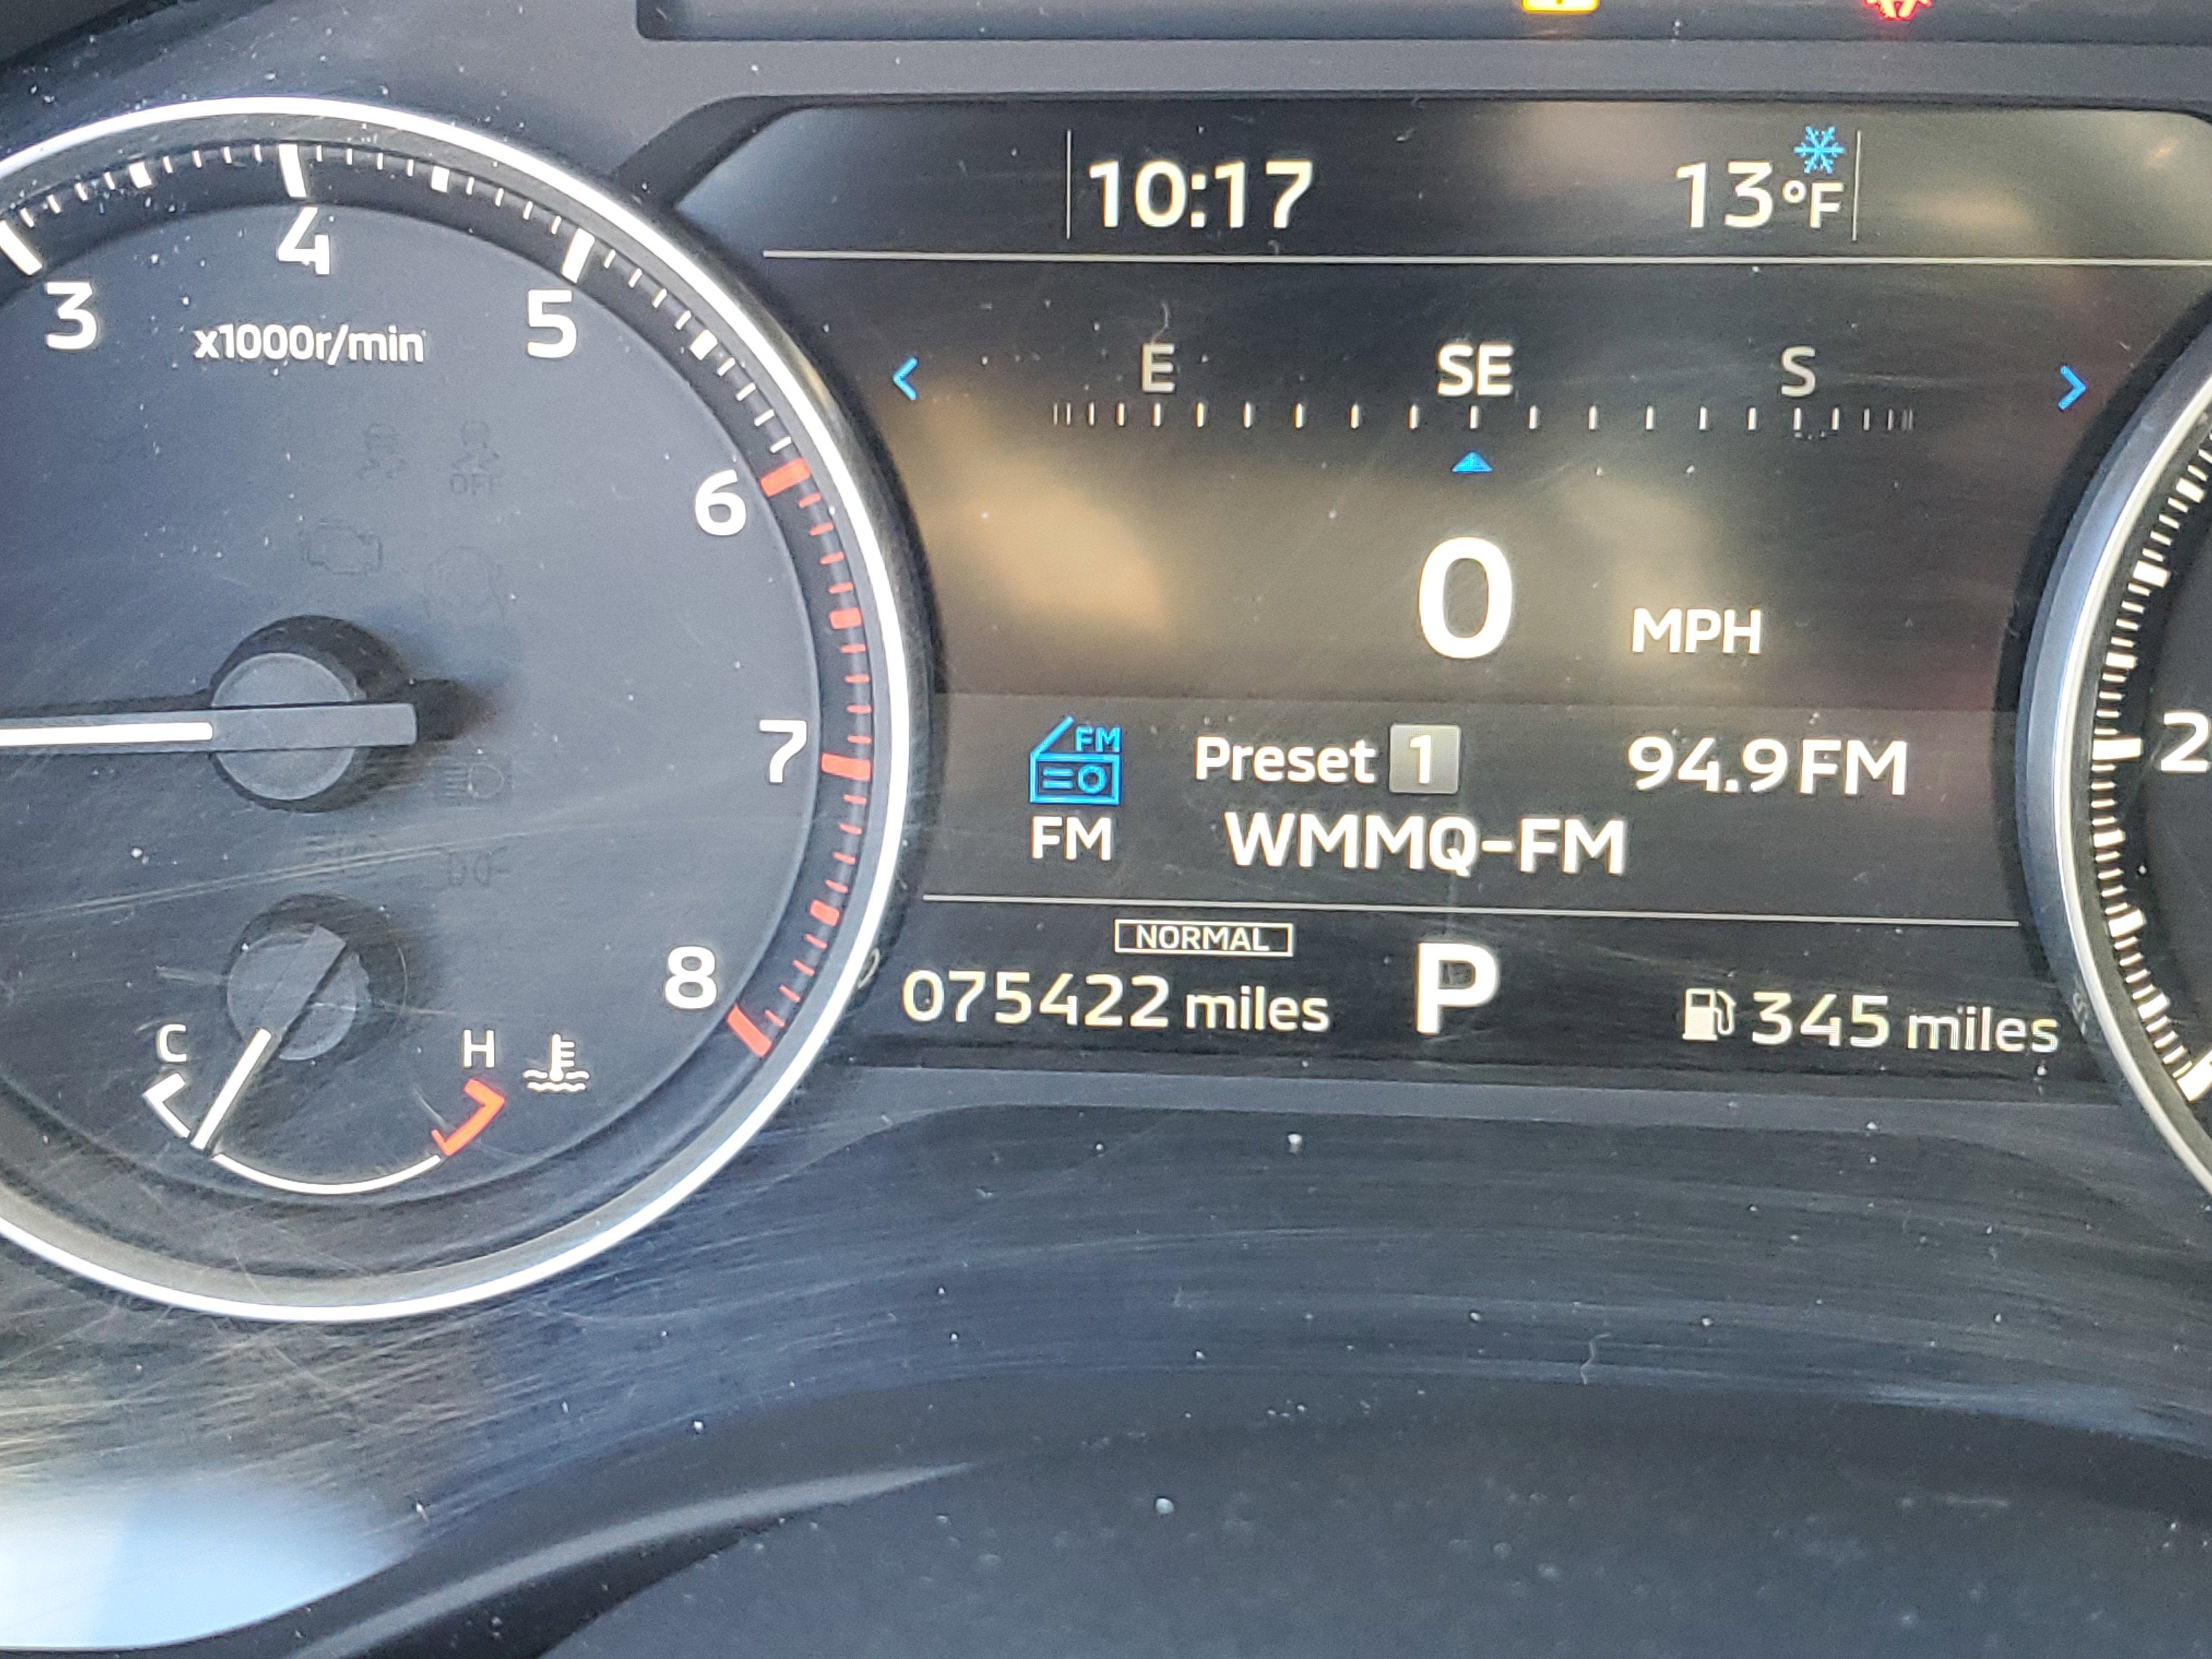 10:17 13°F
E SE S
0 MPH
FM
Preset 1 94.9 FM
FM WMMQ-FM
NORMAL
075422 miles P 345 miles
3 4 5 6 7 8
x1000r/min
OFF
C H
2